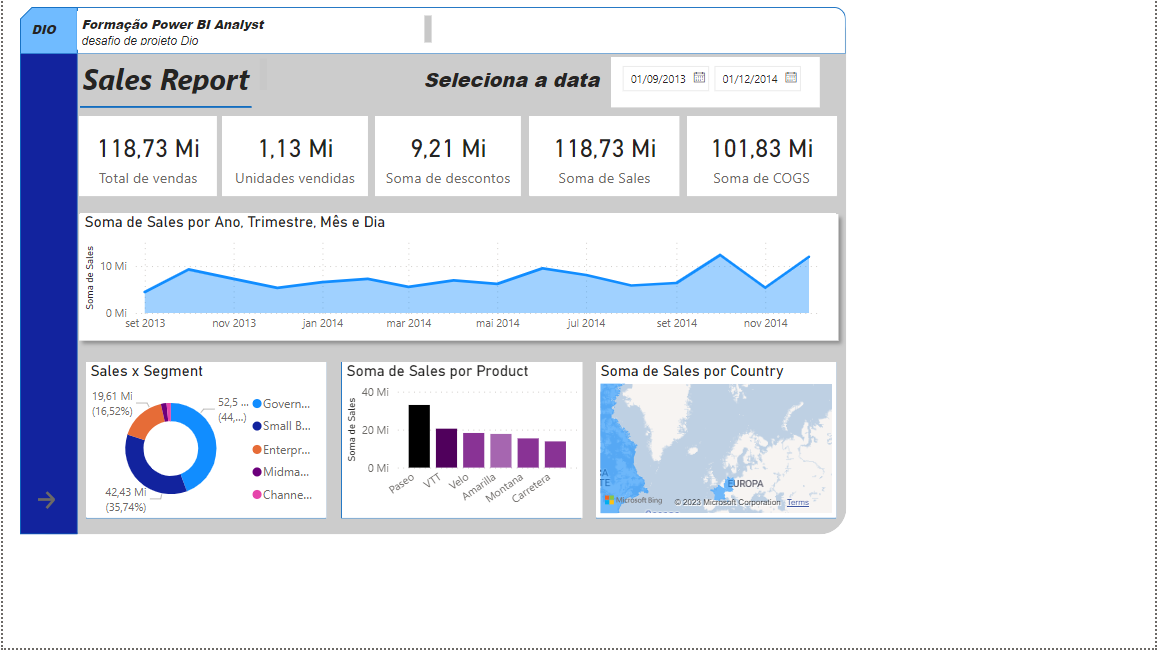 DIO
Formação Power BI Analyst
desafio de projeto Dio
Sales Report
Seleciona a data
01/09/2013
01/12/2014
118,73 Mi
Total de vendas
1,13 Mi
Unidades vendidas
9,21 Mi
Soma de descontos
118,73 Mi
Soma de Sales
101,83 Mi
Soma de COGS
Soma de Sales por Ano, Trimestre, Mês e Dia
Soma de Sales
10 Mi
0 Mi
set 2013
nov 2013
jan 2014
mar 2014
mai 2014
jul 2014
set 2014
nov 2014
Sales x Segment
19,61 Mi
(16,52%)
52,5 ...
(44,...)
42,43 Mi
(35,74%)
Govern...
Small B...
Enterpr...
Midma...
Channe...
Soma de Sales por Product
Soma de Sales
40 Mi
20 Mi
0 Mi
Paseo
VTT
Velo
Amarilla
Montana
Carretera
Soma de Sales por Country
EUROPA
Microsoft Bing
© 2023 Microsoft Corporation
Terms